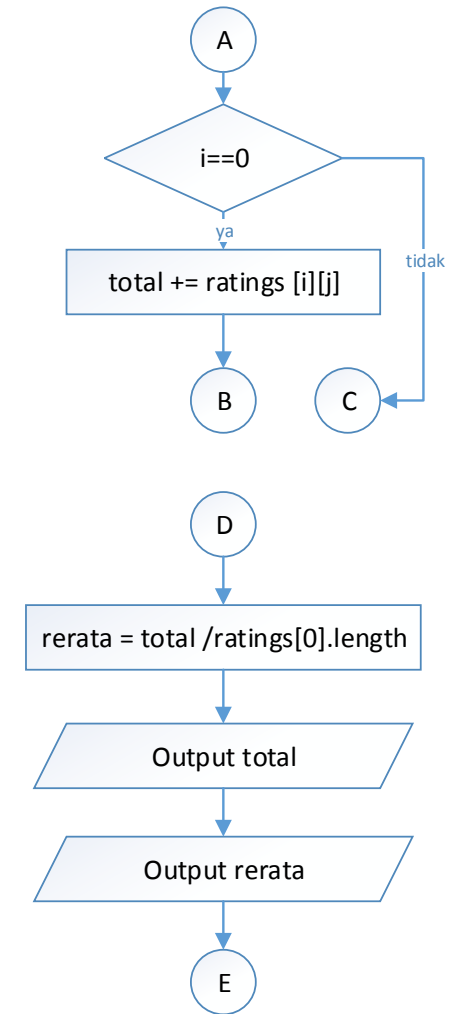 A
i==0
ya
tidak
total += ratings [i][j]
B
C
D
rerata = total /ratings[0].length
Output total
Output rerata
E